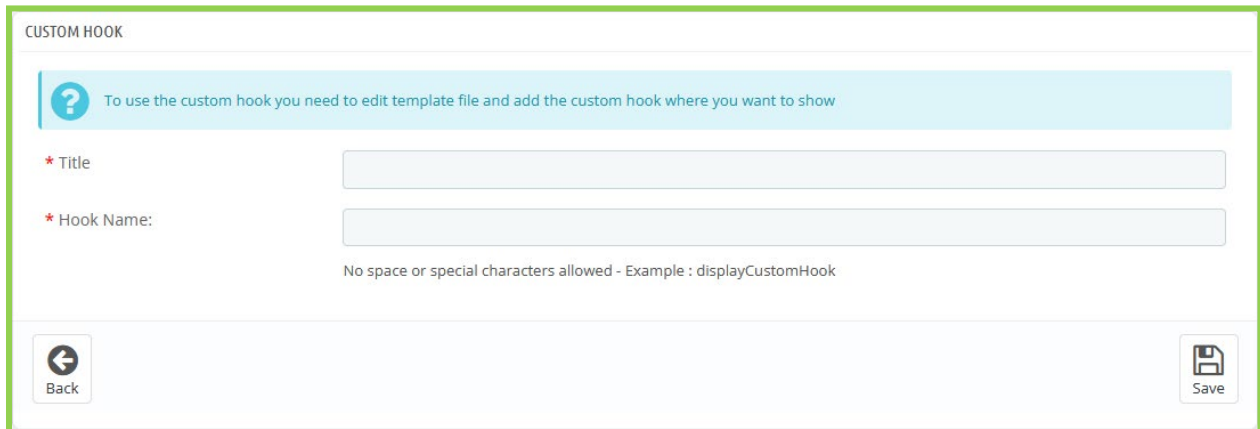 CUSTOM HOOK
To use the custom hook you need to edit template file and add the custom hook where you want to show
* Title
* Hook Name:
No space or special characters allowed - Example : displayCustomHook
Back
Save